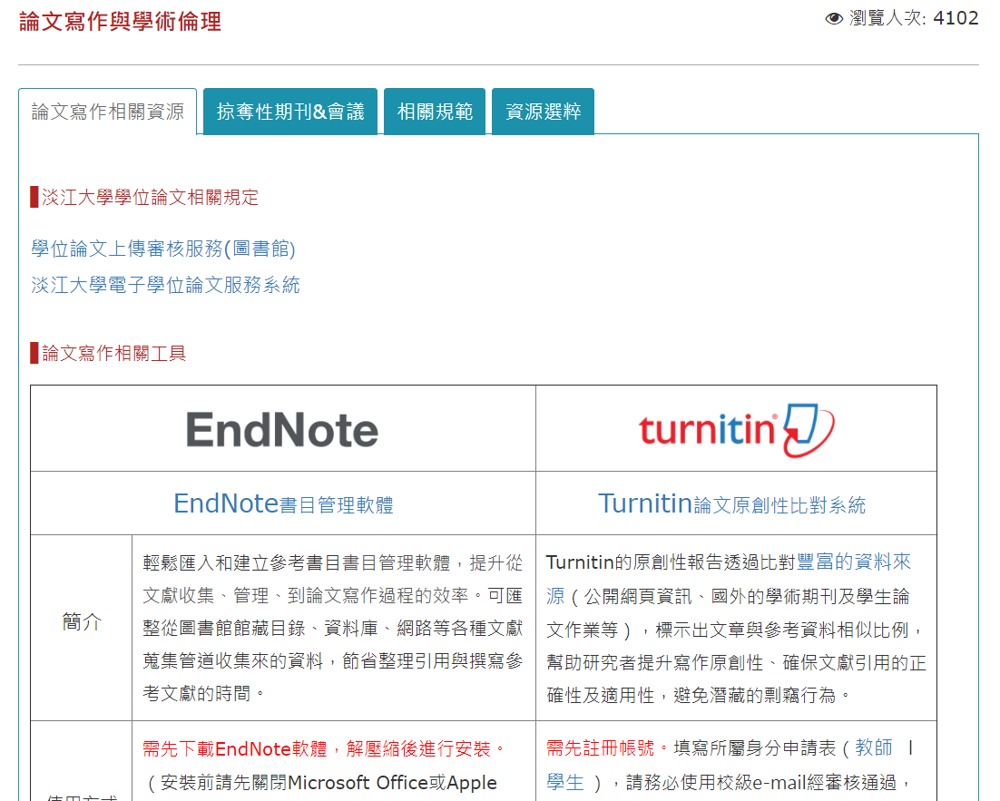 論文寫作與學術倫理
瀏覽人次: 4102
論文寫作相關資源
掠奪性期刊&會議
相關規範
資源選粹
淡江大學學位論文相關規定
學位論文上傳審核服務(圖書館)
淡江大學電子學位論文服務系統
論文寫作相關工具
EndNote
turnitin®
EndNote書目管理軟體
Turnitin論文原創性比對系統
簡介
輕鬆匯入和建立參考書目書目管理軟體，提升從
文獻收集、管理、到論文寫作過程的效率。可匯
整從圖書館館藏目錄、資料庫、網路等各種文獻
蒐集管道收集來的資料，節省整理引用與撰寫參
考文獻的時間。
Turnitin的原創性報告透過比對豐富的資料來
源（公開網頁資訊、國外的學術期刊及學生論
文作業等），標示出文章與參考資料相似比例，
幫助研究者提升寫作原創性、確保文獻引用的正
確性及適用性，避免潛藏的剽竊行為。
使用方式
需先下載EndNote軟體，解壓縮後進行安裝。
（安裝前請先關閉Microsoft Office或Apple
需先註冊帳號。填寫所屬身分申請表（教師 l
學生 ），請務必使用校級e-mail經審核通過，